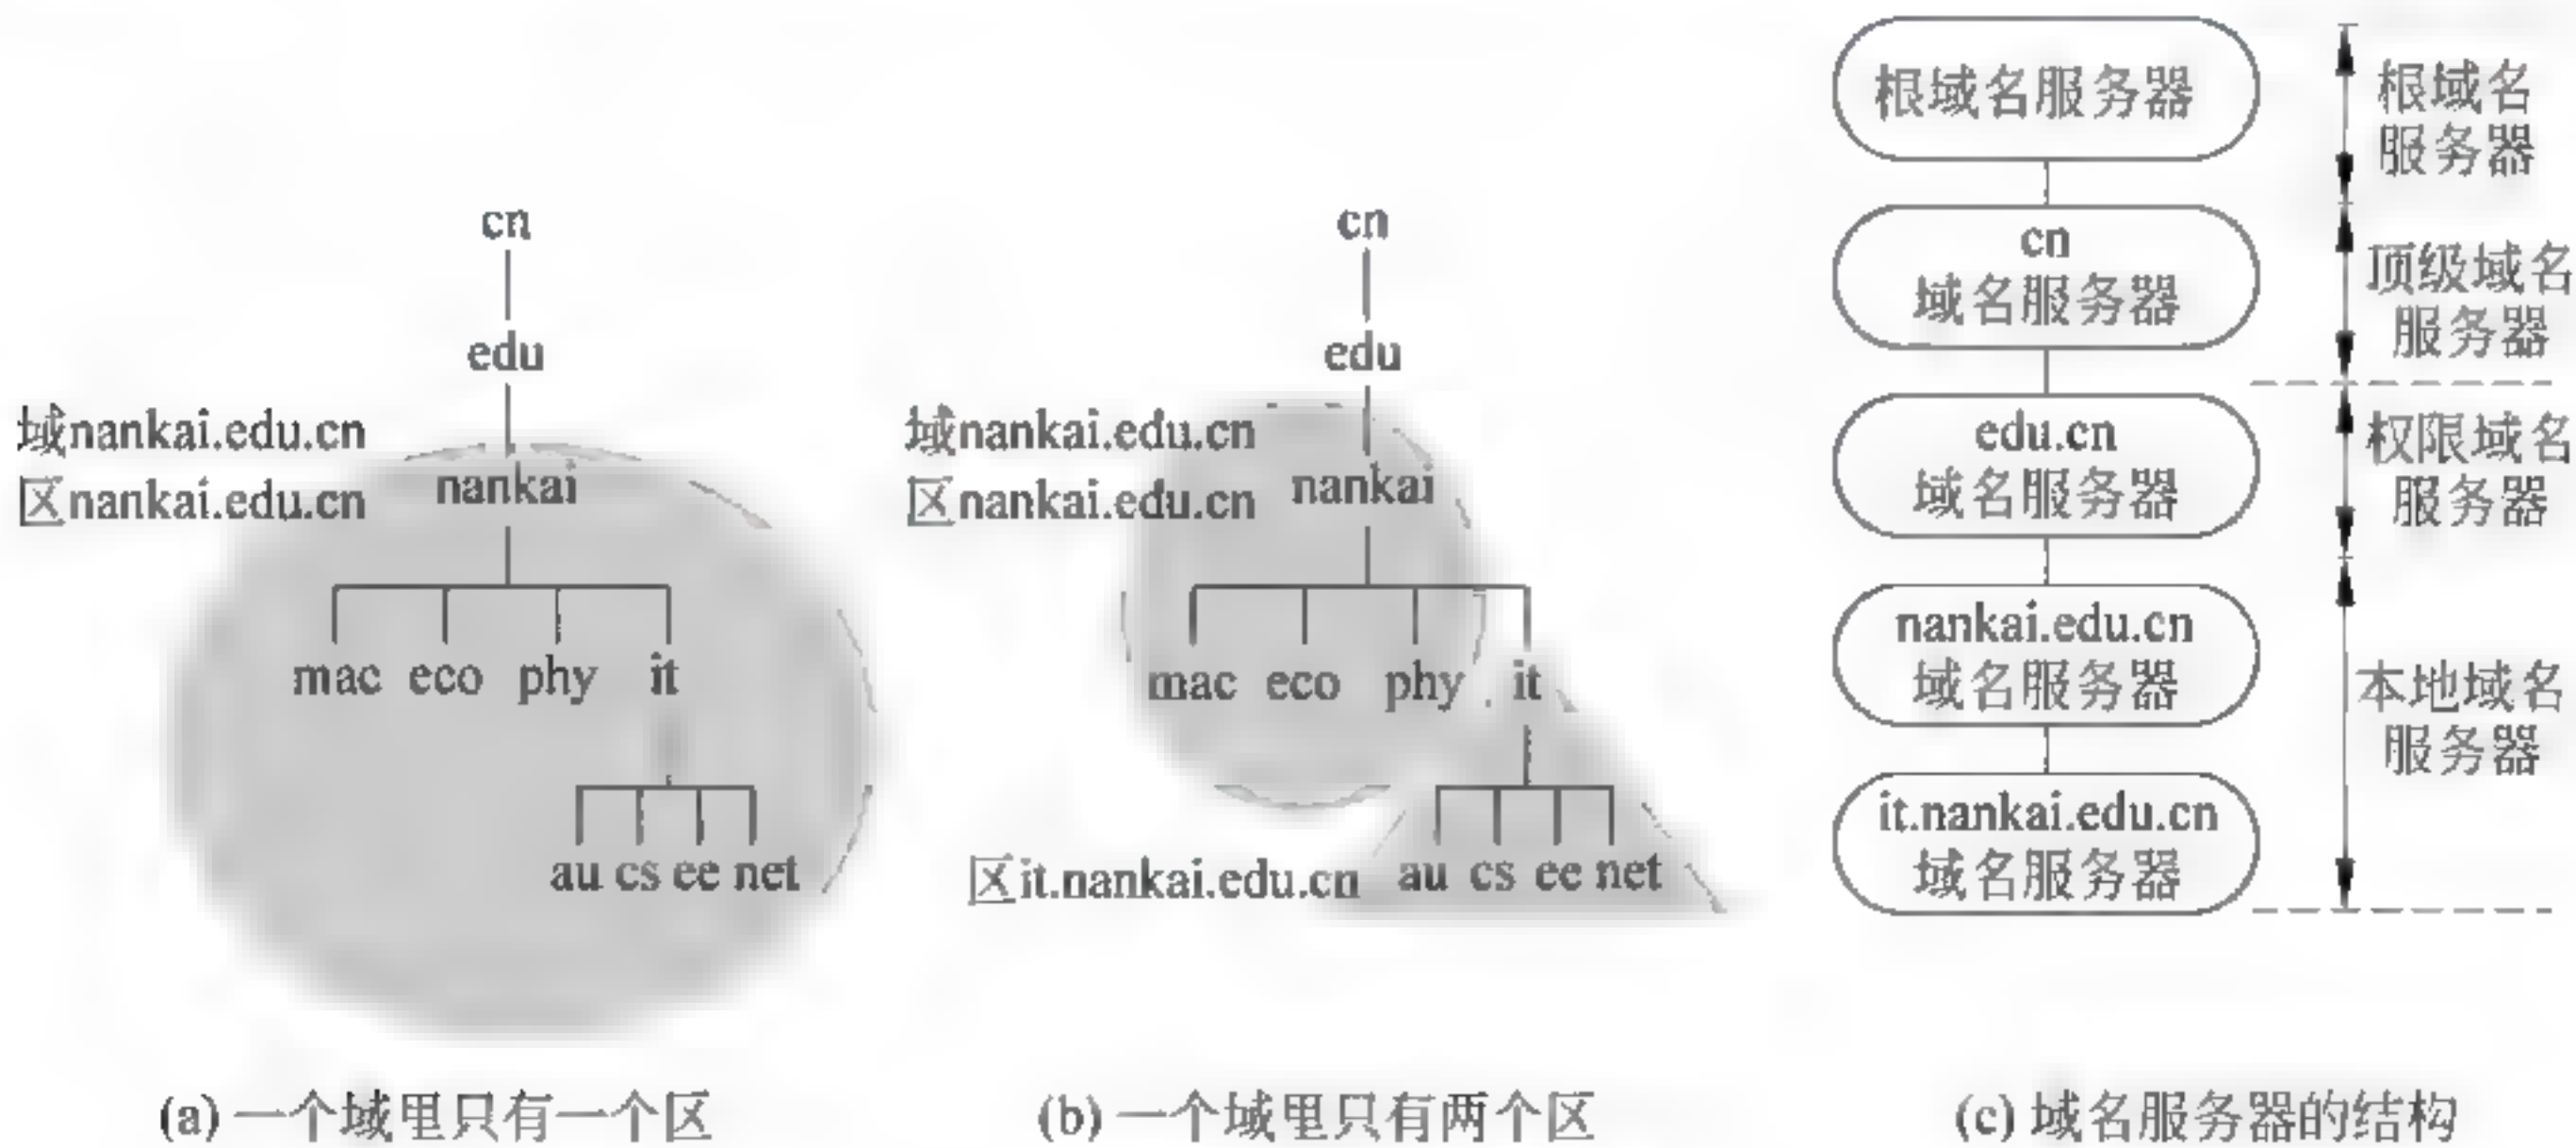 cn
edu
域nankai.edu.cn
区nankai.edu.cn
nankai
mac eco phy it
au cs ee net
(a) 一个域里只有一个区
cn
edu
域nankai.edu.cn
区nankai.edu.cn
nankai
mac eco phy it
区it.nankai.edu.cn
au cs ee net
(b) 一个域里只有两个区
根域名服务器
cn
域名服务器
edu.cn
域名服务器
nankai.edu.cn
域名服务器
it.nankai.edu.cn
域名服务器
根域名
服务器
顶级域名
服务器
权限域名
服务器
本地域名
服务器
(c) 域名服务器的结构